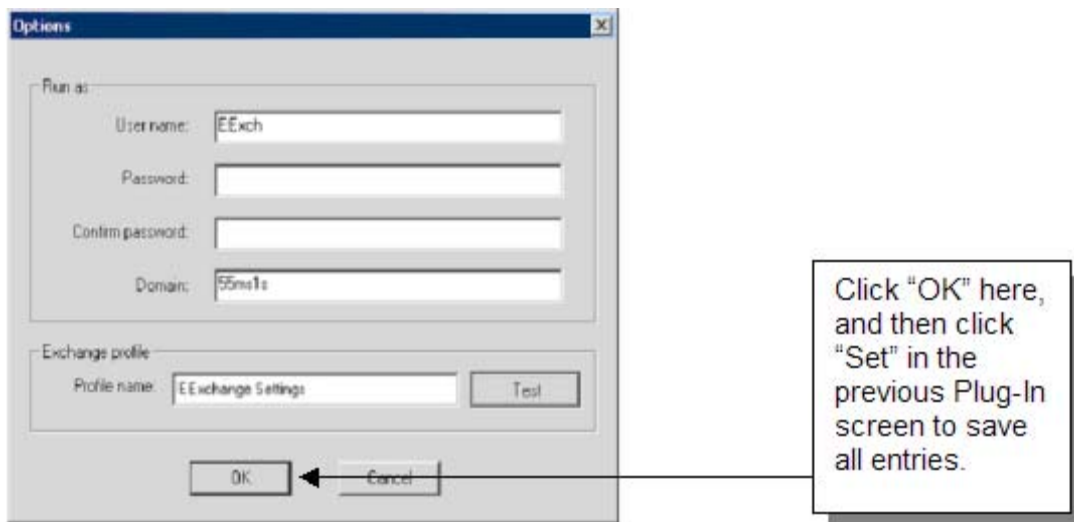 Options
Run as
User name: EExch
Password:
Confirm password:
Domain: 55ms1s
Exchange profile
Profile name: EExchange Settings Test
OK Cancel
Click “OK” here,
and then click
“Set” in the
previous Plug-In
screen to save
all entries.